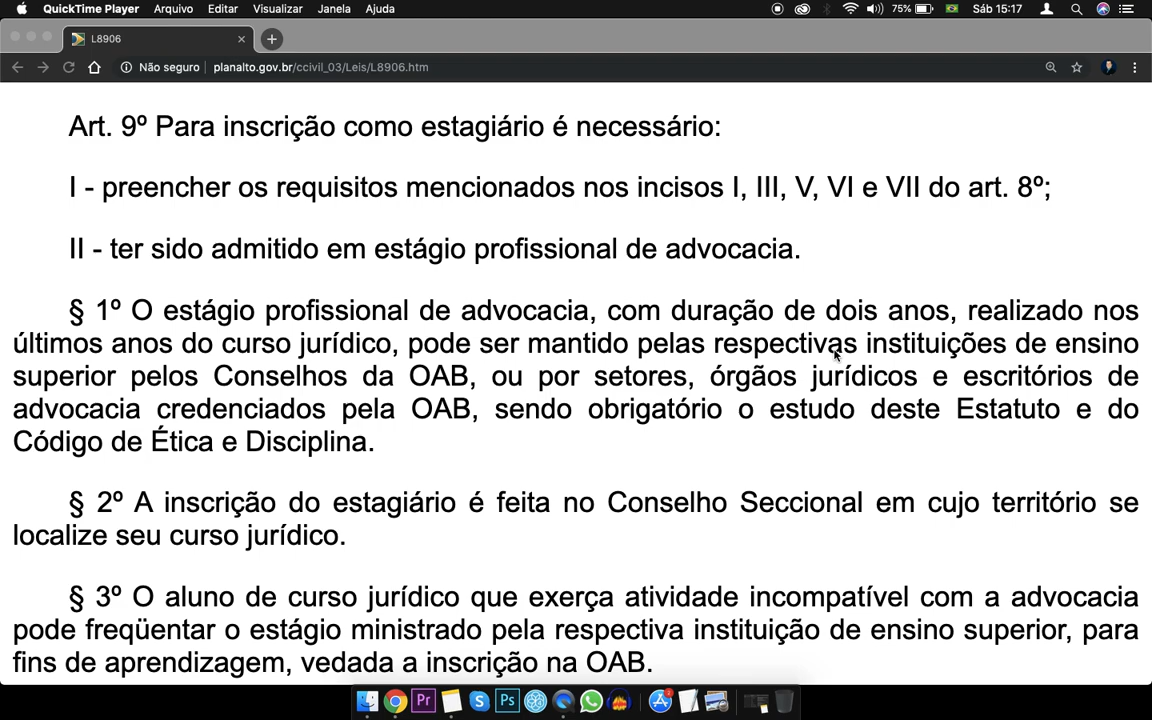 QuickTime Player Arquivo Editar Visualizar Janela Ajuda 75% Sáb 15:17
L8906
Não seguro planalto.gov.br/ccivil_03/Leis/L8906.htm
Art. 9º Para inscrição como estagiário é necessário:
I - preencher os requisitos mencionados nos incisos I, III, V, VI e VII do art. 8º;
II - ter sido admitido em estágio profissional de advocacia.
§ 1º O estágio profissional de advocacia, com duração de dois anos, realizado nos
últimos anos do curso jurídico, pode ser mantido pelas respectivas instituições de ensino
superior pelos Conselhos da OAB, ou por setores, órgãos jurídicos e escritórios de
advocacia credenciados pela OAB, sendo obrigatório o estudo deste Estatuto e do
Código de Ética e Disciplina.
§ 2º A inscrição do estagiário é feita no Conselho Seccional em cujo território se
localize seu curso jurídico.
§ 3º O aluno de curso jurídico que exerça atividade incompatível com a advocacia
pode freqüentar o estágio ministrado pela respectiva instituição de ensino superior, para
fins de aprendizagem, vedada a inscrição na OAB.
Pr Ps